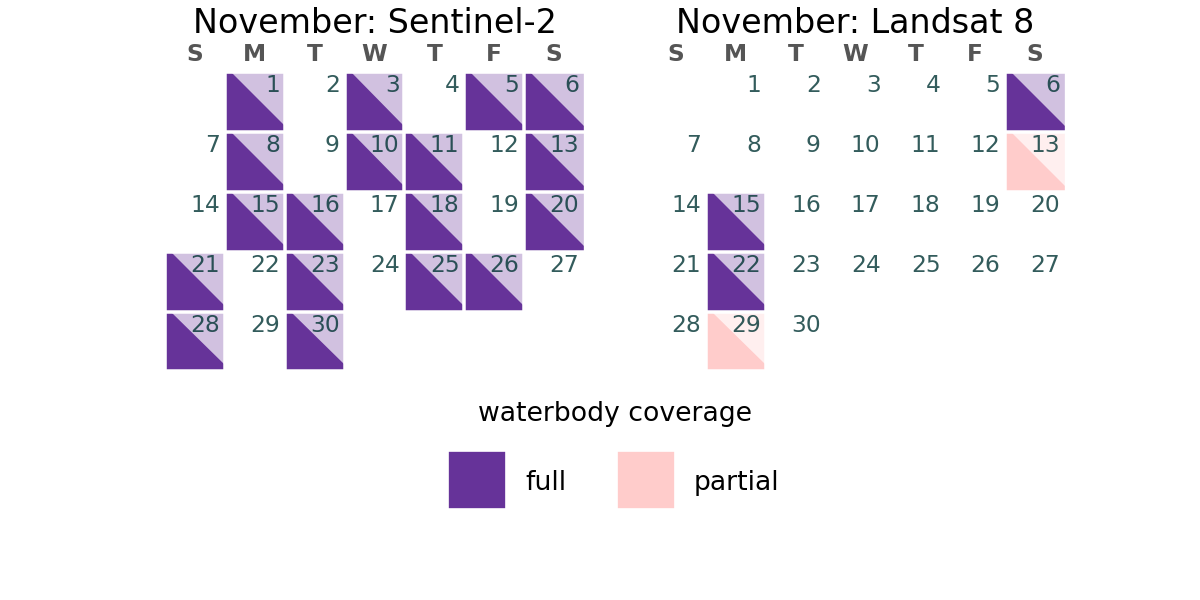 November: Sentinel-2
S M T W T F S
1 2 3 4 5 6
7 8 9 10 11 12 13
14 15 16 17 18 19 20
21 22 23 24 25 26 27
28 29 30
November: Landsat 8
S M T W T F S
1 2 3 4 5 6
7 8 9 10 11 12 13
14 15 16 17 18 19 20
21 22 23 24 25 26 27
28 29 30
waterbody coverage
full
partial